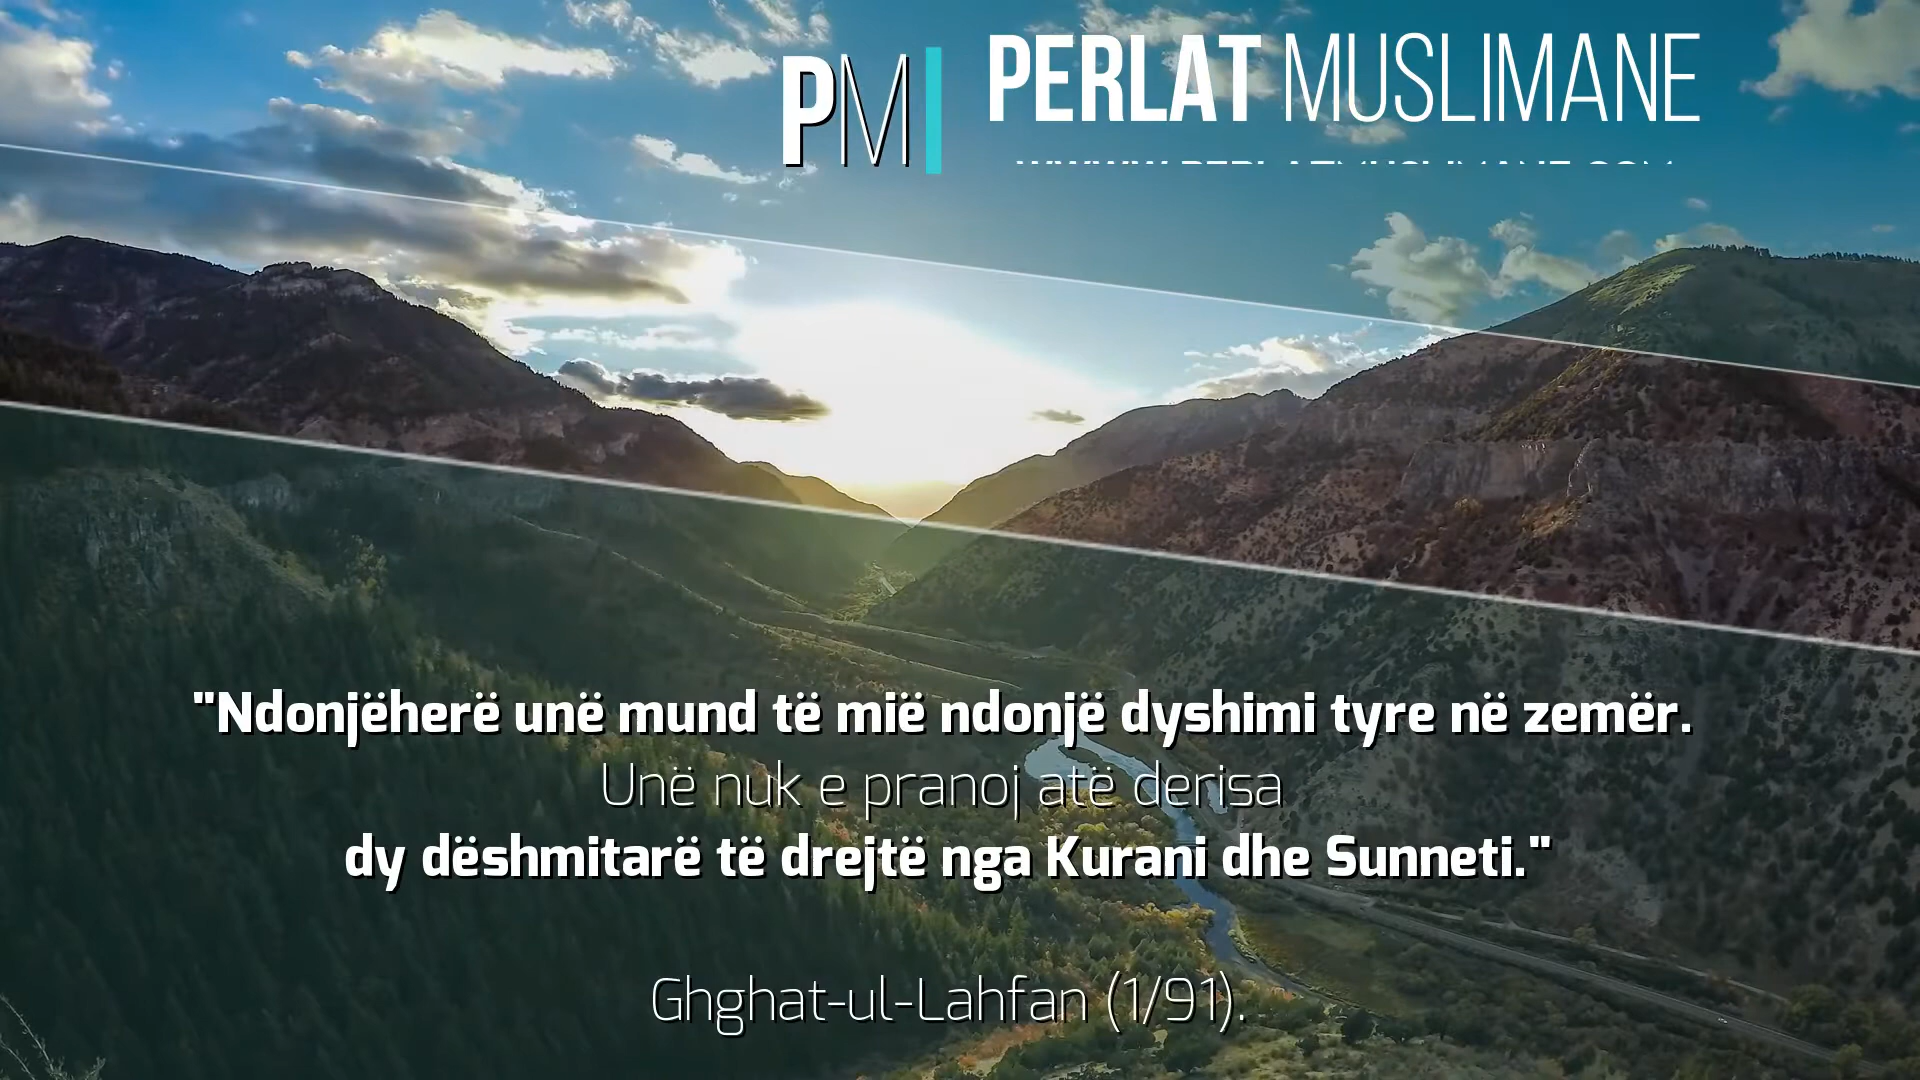 PM PERLAT MUSLIMANE
"Ndonjëherë unë mund të mië ndonjë dyshimi tyre në zemër.
Unë nuk e pranoj atë derisa
dy dëshmitarë të drejtë nga Kurani dhe Sunneti."
Ghghat-ul-Lahfan (1/91).